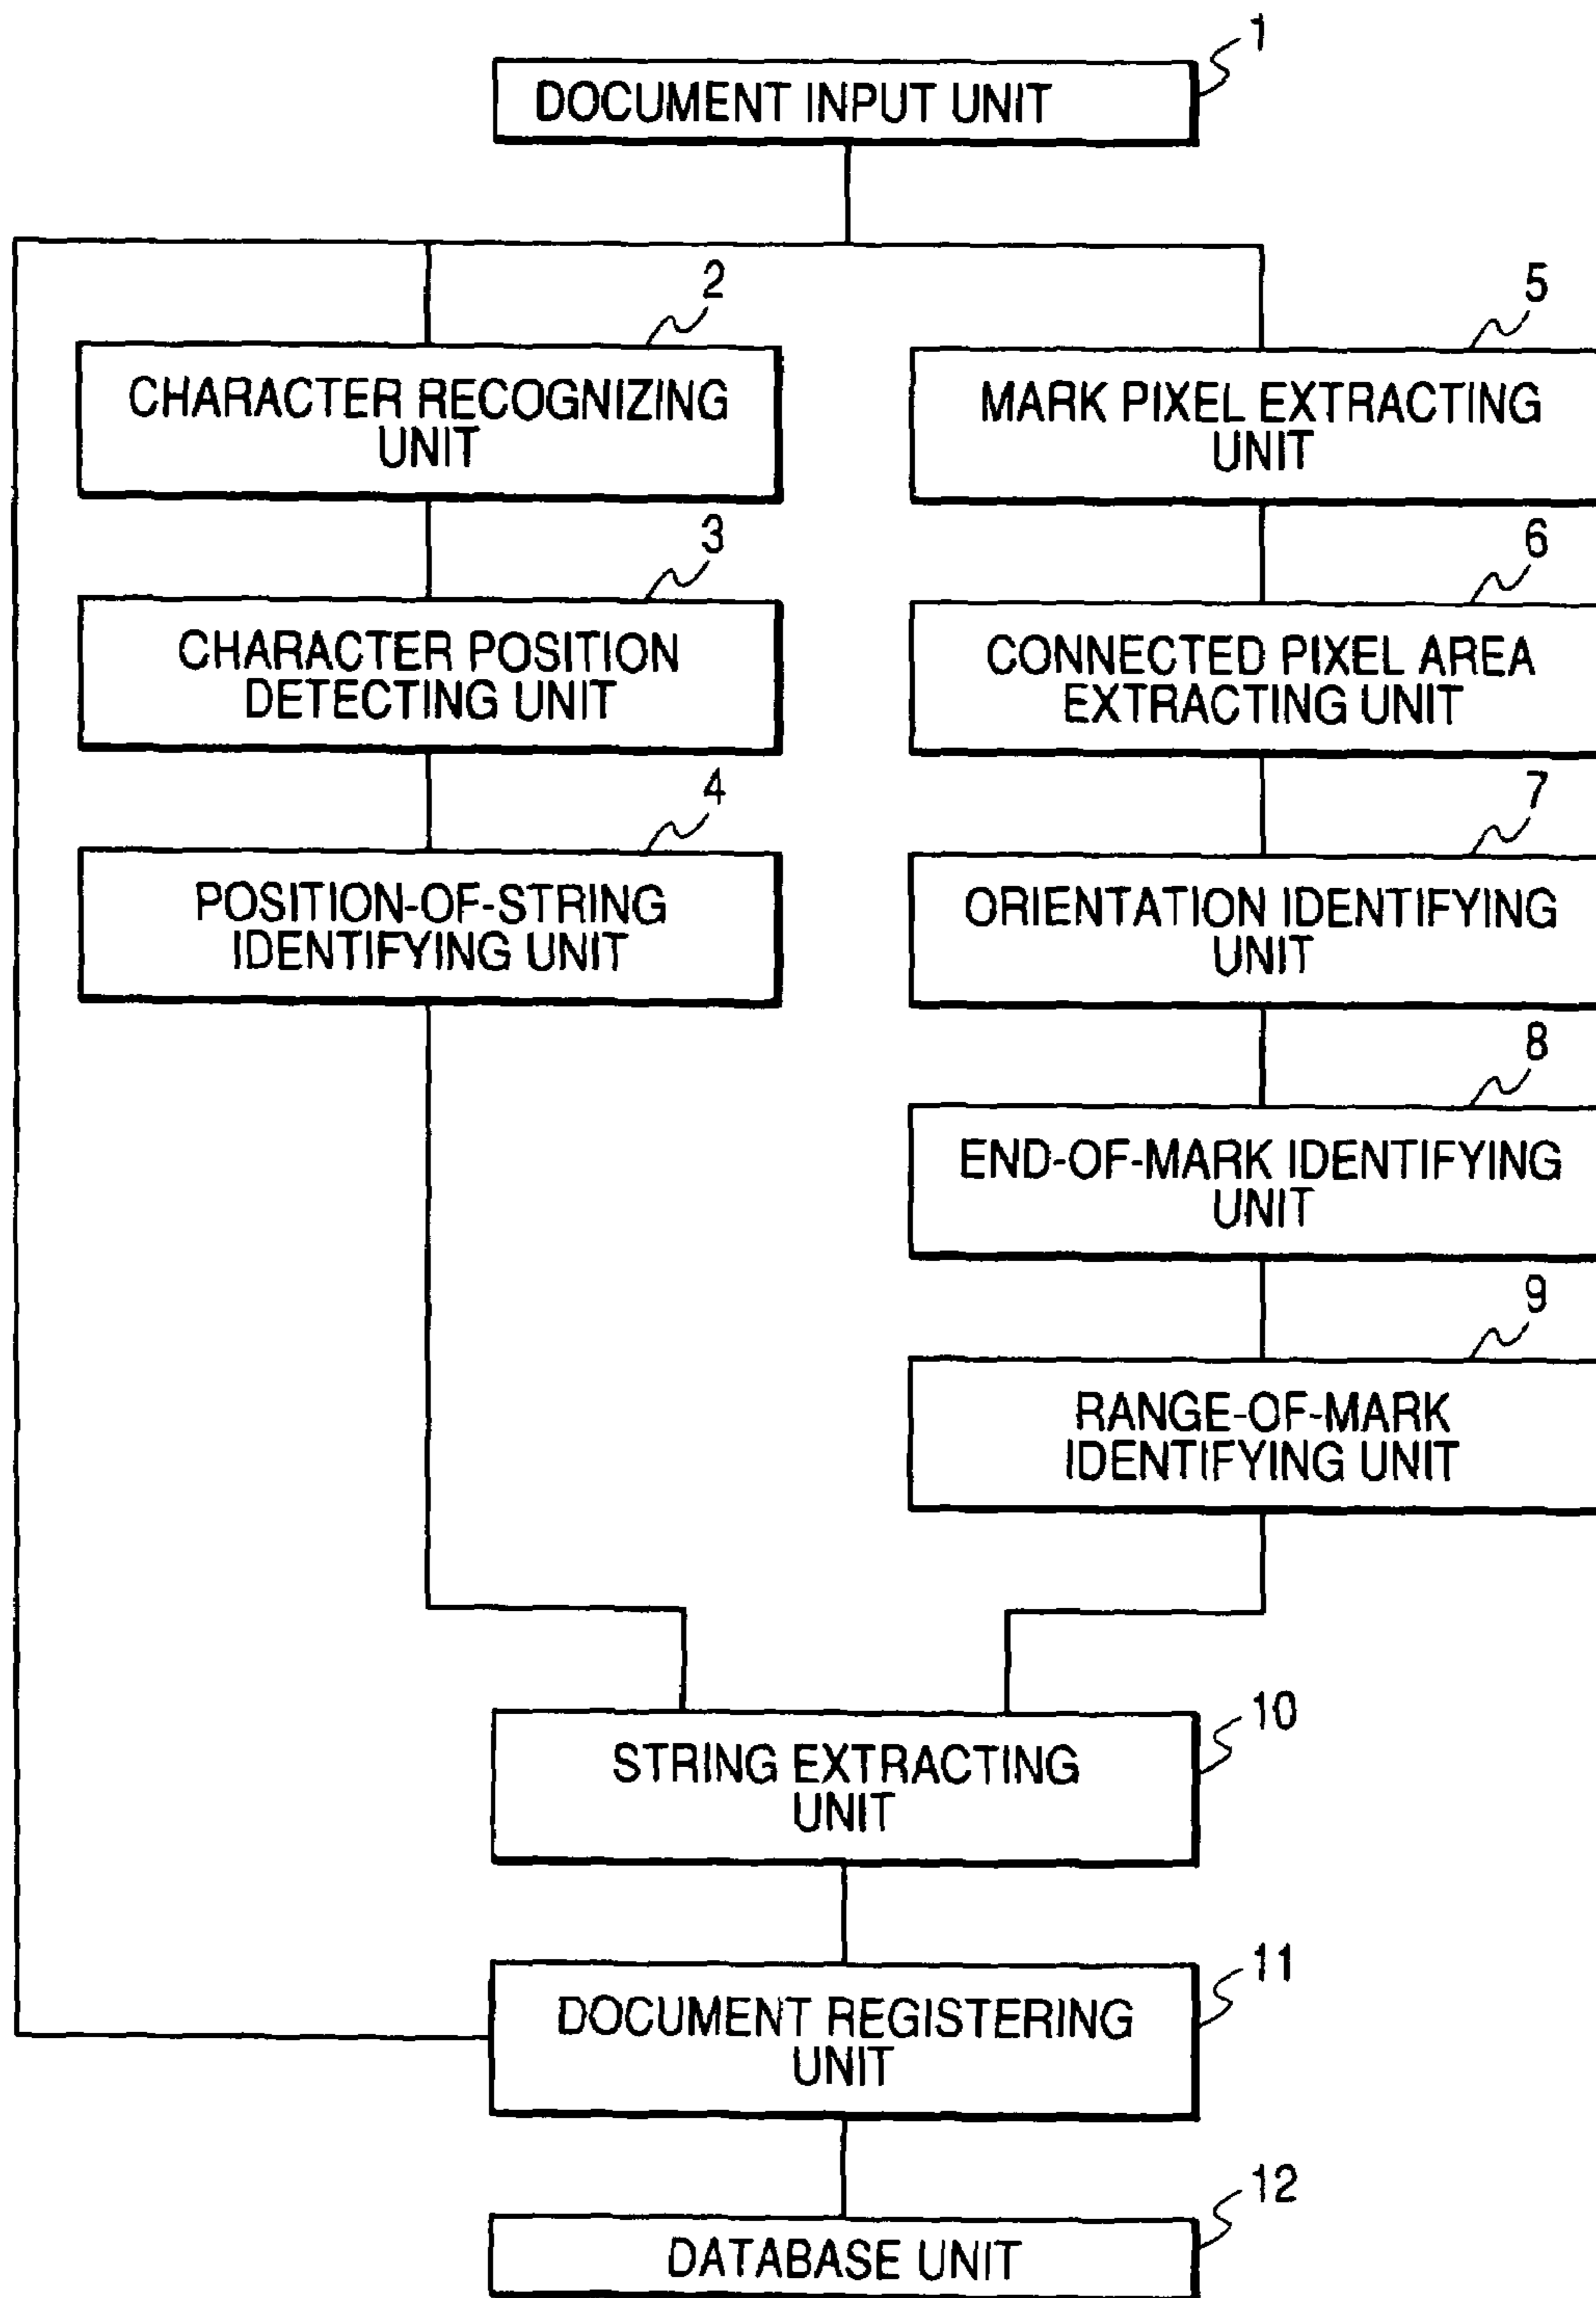 1
DOCUMENT INPUT UNIT
2
CHARACTER RECOGNIZING
UNIT
3
CHARACTER POSITION
DETECTING UNIT
4
POSITION-OF-STRING
IDENTIFYING UNIT
5
MARK PIXEL EXTRACTING
UNIT
6
CONNECTED PIXEL AREA
EXTRACTING UNIT
7
ORIENTATION IDENTIFYING
UNIT
8
END-OF-MARK IDENTIFYING
UNIT
9
RANGE-OF-MARK
IDENTIFYING UNIT
10
STRING EXTRACTING
UNIT
11
DOCUMENT REGISTERING
UNIT
12
DATABASE UNIT